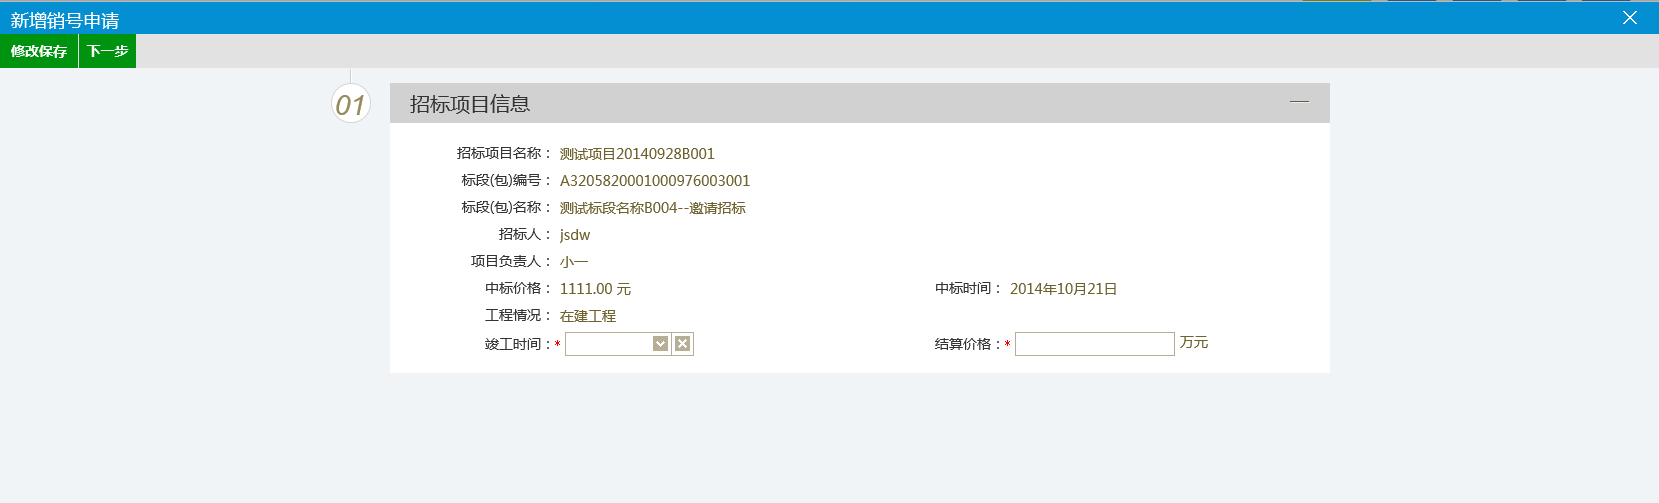 新增销号申请
修改保存 下一步
01 招标项目信息
招标项目名称： 测试项目20140928B001
标段(包)编号： A3205820001000976003001
标段(包)名称： 测试标段名称B004--邀请招标
招标人： jsdw
项目负责人： 小一
中标价格： 1111.00 元 中标时间： 2014年10月21日
工程情况： 在建工程
竣工时间：* 结算价格：* 万元